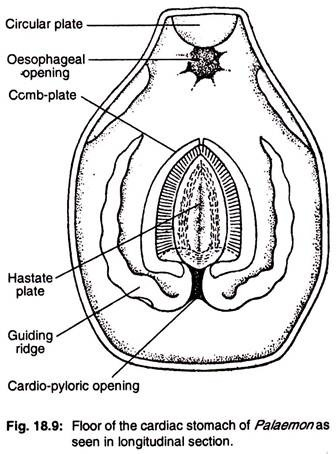 Circular plate
Oesophageal
opening
Comb-plate
Hastate
plate
Guiding
ridge
Cardio-pyloric opening
Fig. 18.9: Floor of the cardiac stomach of Palaemon as
seen in longitudinal section.